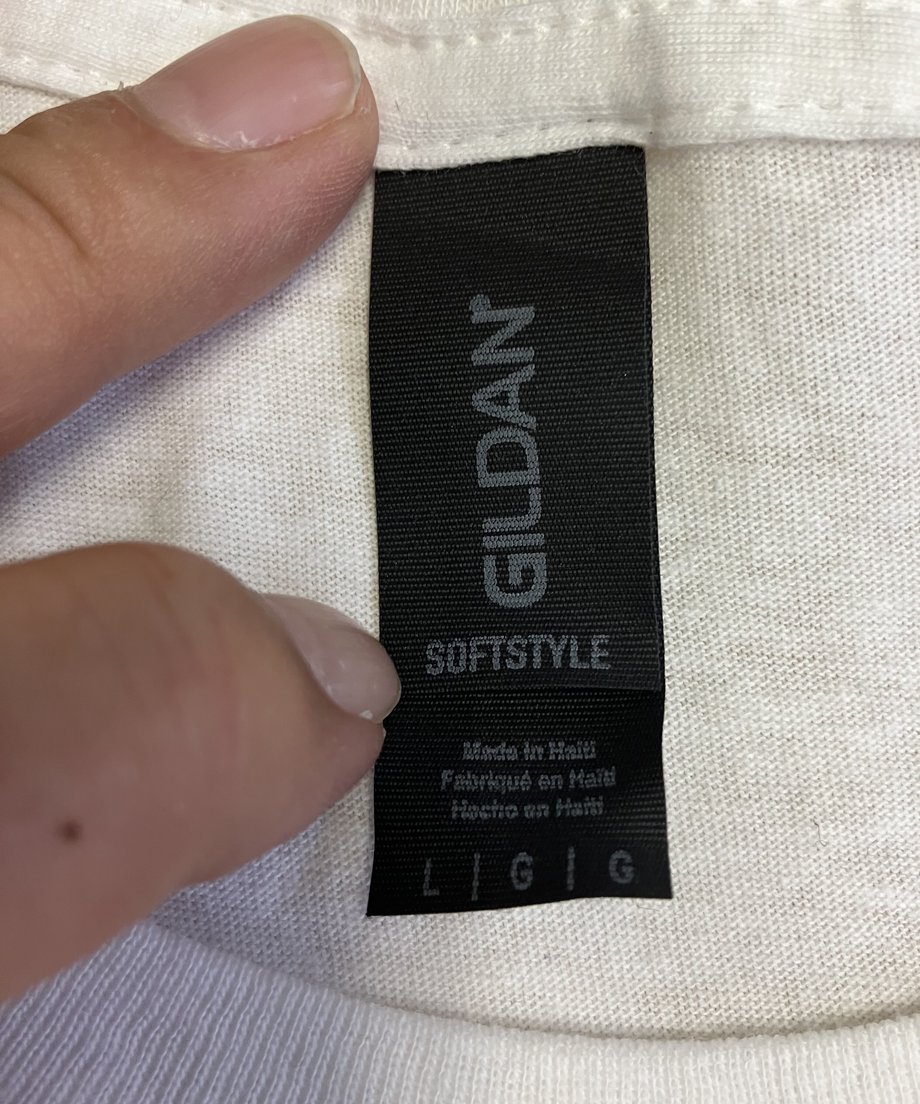 GILDAN®
SOFTSTYLE
Made in Haiti
Fabriqué en Haïti
Hecho en Haití
L | G | G